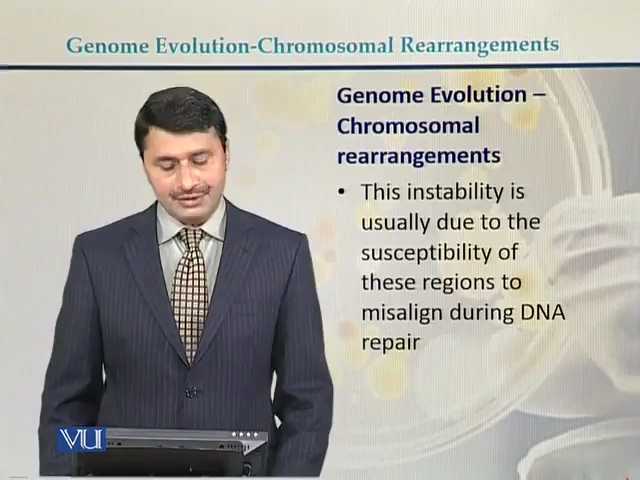 Genome Evolution-Chromosomal Rearrangements
Genome Evolution –
Chromosomal
rearrangements
• This instability is
usually due to the
susceptibility of
these regions to
misalign during DNA
repair
VU